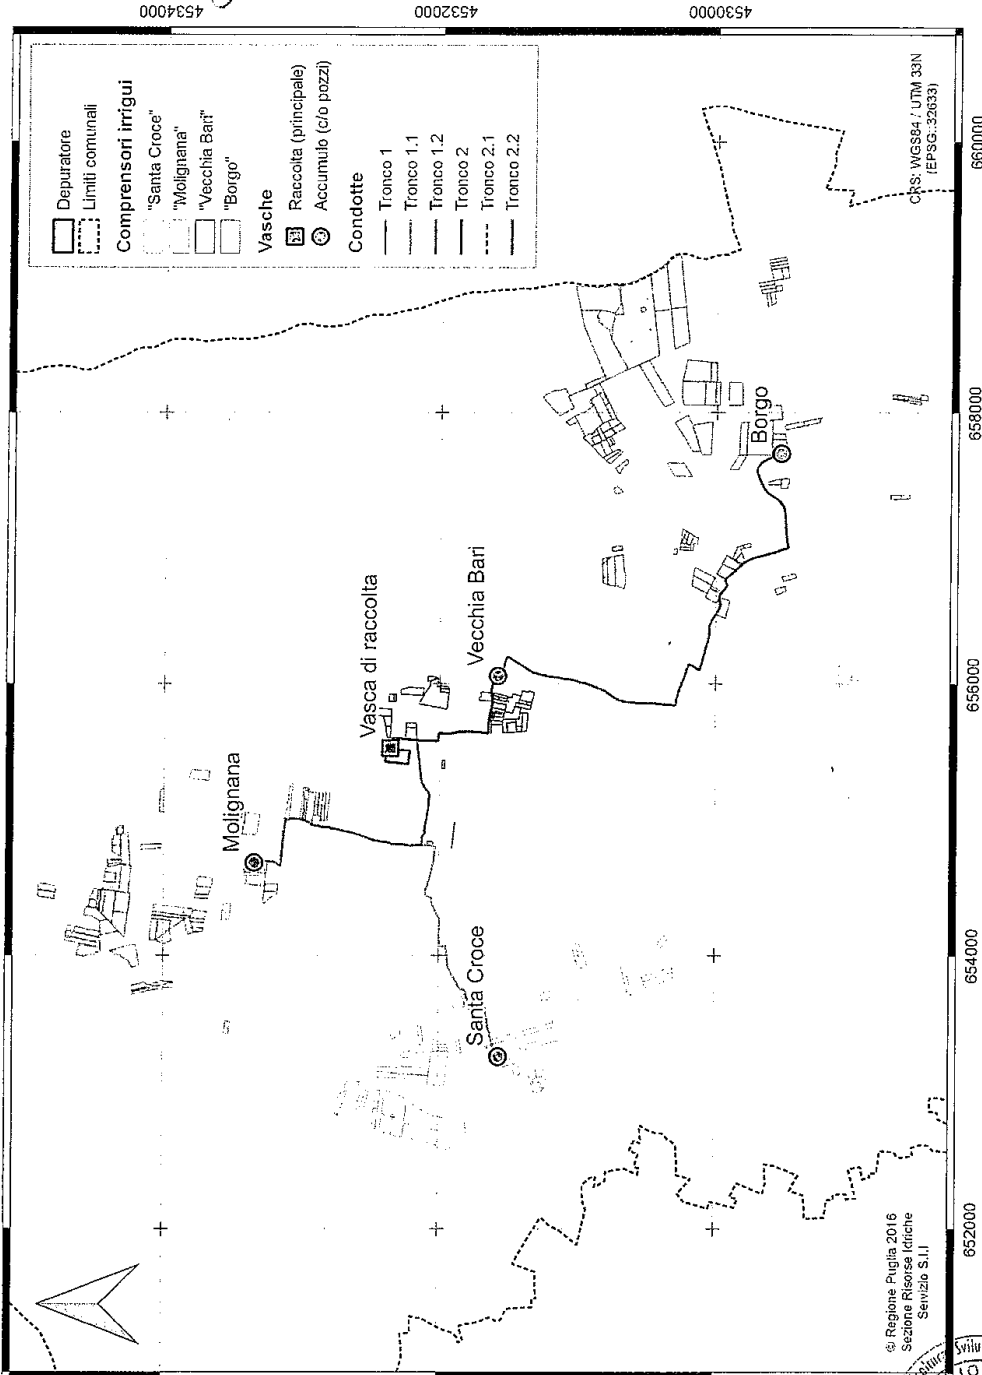 4534000
4532000
4530000
Depuratore
Limiti comunali
Comprensori irrigui
"Santa Croce"
"Molignana"
"Vecchia Bari"
"Borgo"
Vasche
Raccolta (principale)
Accumulo (c/o pozzi)
Condotte
Tronco 1
Tronco 1.1
Tronco 1.2
Tronco 2
Tronco 2.1
Tronco 2.2
CRS: WGS84 / UTM 33N
(EPSG:32633)
Molignana
Vasca di raccolta
Vecchia Bari
Borgo
Santa Croce
© Regione Puglia 2016
Sezione Risorse Idriche
Servizio S.I.I
652000
654000
656000
658000
660000